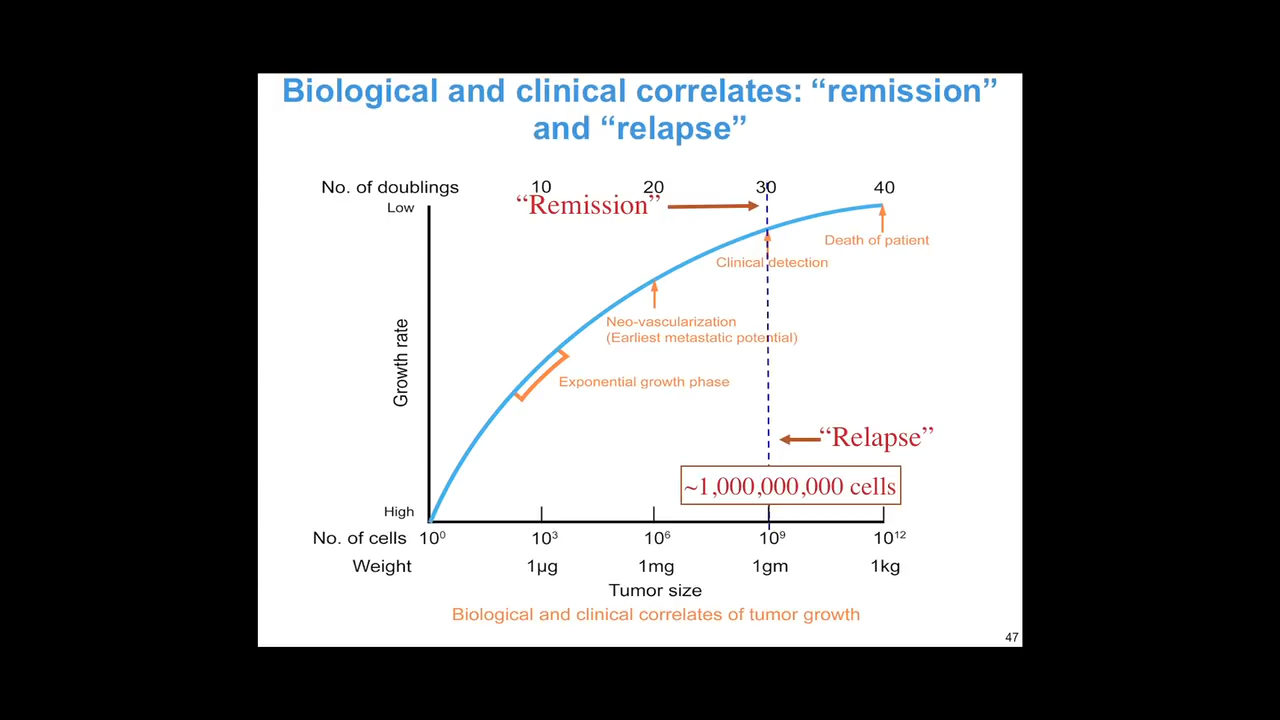 Biological and clinical correlates: “remission”
and “relapse”
No. of doublings 10 20 30 40
Low
“Remission”
Death of patient
Clinical detection
Neo-vascularization
(Earliest metastatic potential)
Growth rate
Exponential growth phase
“Relapse”
~1,000,000,000 cells
High
No. of cells 10⁰ 10³ 10⁶ 10⁹ 10¹²
Weight 1µg 1mg 1gm 1kg
Tumor size
Biological and clinical correlates of tumor growth
47